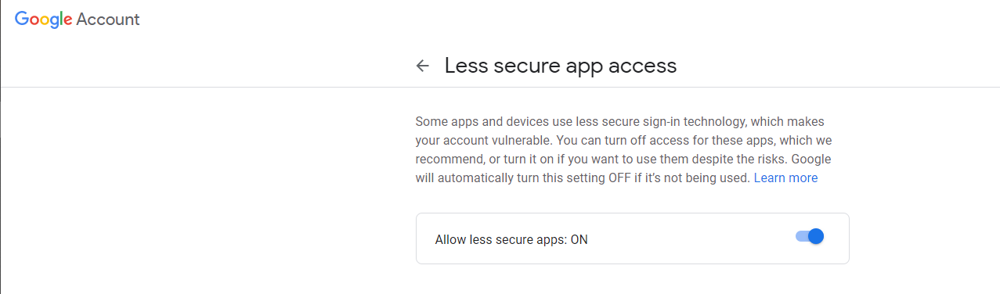 Google Account
Less secure app access
Some apps and devices use less secure sign-in technology, which makes
your account vulnerable. You can turn off access for these apps, which we
recommend, or turn it on if you want to use them despite the risks. Google
will automatically turn this setting OFF if it’s not being used. Learn more
Allow less secure apps: ON